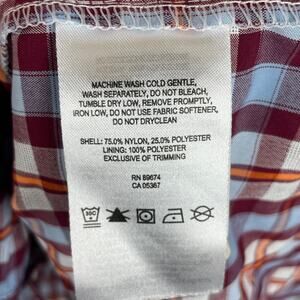 MACHINE WASH COLD GENTLE,
WASH SEPARATELY, DO NOT BLEACH,
TUMBLE DRY LOW, REMOVE PROMPTLY,
IRON LOW, DO NOT USE FABRIC SOFTENER,
DO NOT DRYCLEAN
SHELL: 75.0% NYLON, 25.0% POLYESTER
LINING: 100% POLYESTER
EXCLUSIVE OF TRIMMING
RN 89674
CA 05367
30C